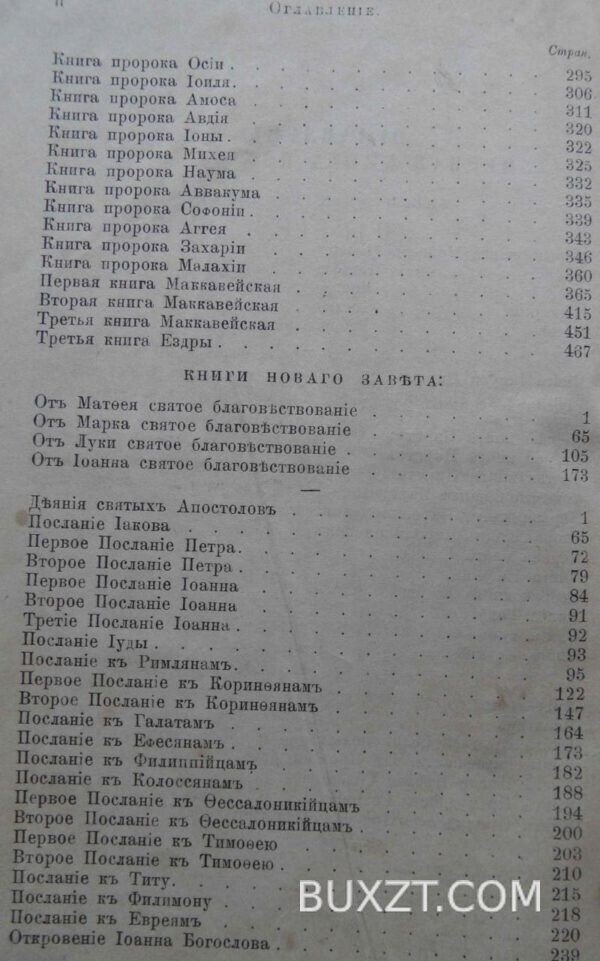 II Оглавленіе.
Стран.
Книга пророка Осіи . . . . . . . . 295
Книга пророка Іоиля . . . . . . . . 306
Книга пророка Амоса . . . . . . . . 311
Книга пророка Авдія . . . . . . . . 320
Книга пророка Іоны . . . . . . . . 322
Книга пророка Михея . . . . . . . . 325
Книга пророка Наума . . . . . . . . 332
Книга пророка Аввакума . . . . . . . 335
Книга пророка Софоніи . . . . . . . 339
Книга пророка Аггея . . . . . . . . 343
Книга пророка Захаріи . . . . . . . 346
Книга пророка Малахіи . . . . . . . 360
Первая книга Маккавейская . . . . . . 365
Вторая книга Маккавейская . . . . . . 415
Третья книга Маккавейская . . . . . . 451
Третья книга Ездры . . . . . . . . 467
КНИГИ НОВАГО ЗАВѢТА:
Отъ Матѳея святое благовѣствованіе . . . . 1
Отъ Марка святое благовѣствованіе . . . . 65
Отъ Луки святое благовѣствованіе . . . . 105
Отъ Іоанна святое благовѣствованіе . . . . 173
Дѣянія святыхъ Апостоловъ . . . . . . 1
Посланіе Іакова . . . . . . . . . 65
Первое Посланіе Петра . . . . . . . 72
Второе Посланіе Петра . . . . . . . 79
Первое Посланіе Іоанна . . . . . . . 84
Второе Посланіе Іоанна . . . . . . . 91
Третіе Посланіе Іоанна . . . . . . . 92
Посланіе Іуды . . . . . . . . . 93
Посланіе къ Римлянамъ . . . . . . . 95
Первое Посланіе къ Коринѳянамъ . . . . . 122
Второе Посланіе къ Коринѳянамъ . . . . . 147
Посланіе къ Галатамъ . . . . . . . 164
Посланіе къ Ефесянамъ . . . . . . . 173
Посланіе къ Филиппійцамъ . . . . . . 182
Посланіе къ Колоссянамъ . . . . . . 188
Первое Посланіе къ Ѳессалоникійцамъ . . . . 194
Второе Посланіе къ Ѳессалоникійцамъ . . . . 200
Первое Посланіе къ Тимоѳею . . . . . . 203
Второе Посланіе къ Тимоѳею . . . . . . 210
Посланіе къ Титу . . . . . . . . 215
Посланіе къ Филимону . . . . . . . 218
Посланіе къ Евреямъ . . . . . . . 220
Откровеніе Іоанна Богослова . . . . . . 239
BUXZT.COM